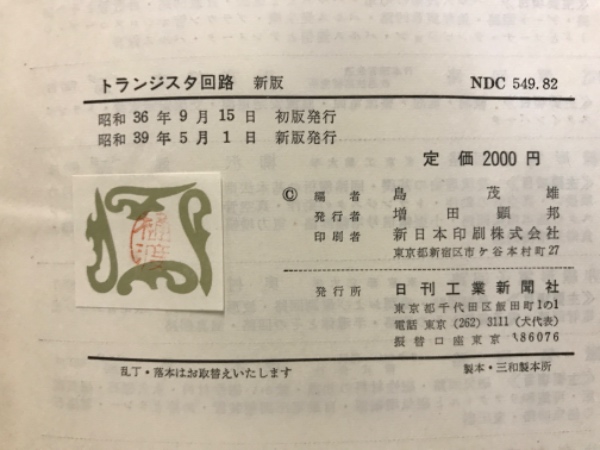 トランジスタ回路 新版 NDC 549.82
昭和 36 年 9 月 15 日 初版発行
昭和 39 年 5 月 1 日 新版発行
定 価 2000 円
© 編 者 島 茂 雄
発行者 増 田 顕 邦
印刷者 新日本印刷株式会社
東京都新宿区市ケ谷本村町27
発行所 日刊工業新聞社
東京都千代田区飯田町1の1
電話 東京 (262) 3111 (大代表)
振替口座東京 186076
乱丁・落本はお取替えいたします 製本・三和製本所